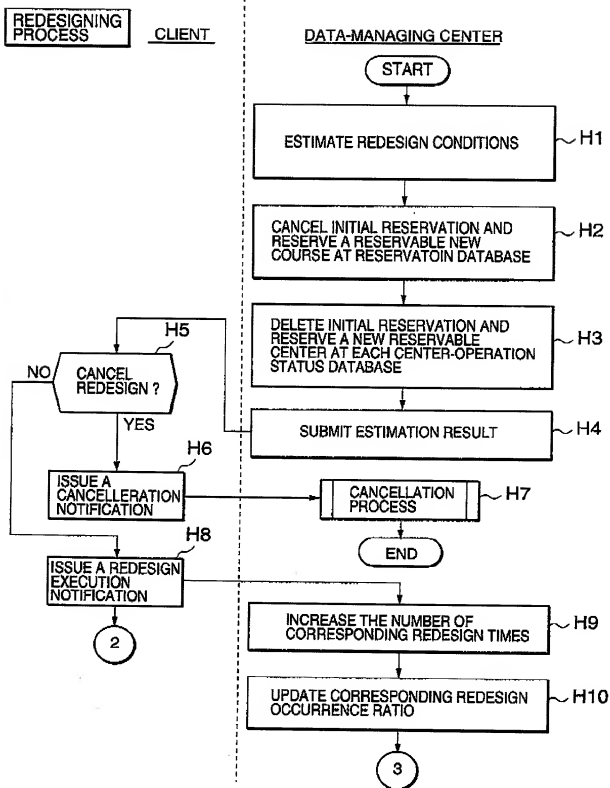 REDESIGNING
PROCESS
CLIENT
DATA-MANAGING CENTER
START
ESTIMATE REDESIGN CONDITIONS
H1
CANCEL INITIAL RESERVATION AND
RESERVE A RESERVABLE NEW
COURSE AT RESERVATOIN DATABASE
H2
DELETE INITIAL RESERVATION AND
RESERVE A NEW RESERVABLE
CENTER AT EACH CENTER-OPERATION
STATUS DATABASE
H3
SUBMIT ESTIMATION RESULT
H4
H5
NO
CANCEL
REDESIGN ?
YES
H6
ISSUE A
CANCELLERATION
NOTIFICATION
CANCELLATION
PROCESS
H7
END
H8
ISSUE A REDESIGN
EXECUTION
NOTIFICATION
2
INCREASE THE NUMBER OF
CORRESPONDING REDESIGN TIMES
H9
UPDATE CORRESPONDING REDESIGN
OCCURRENCE RATIO
H10
3